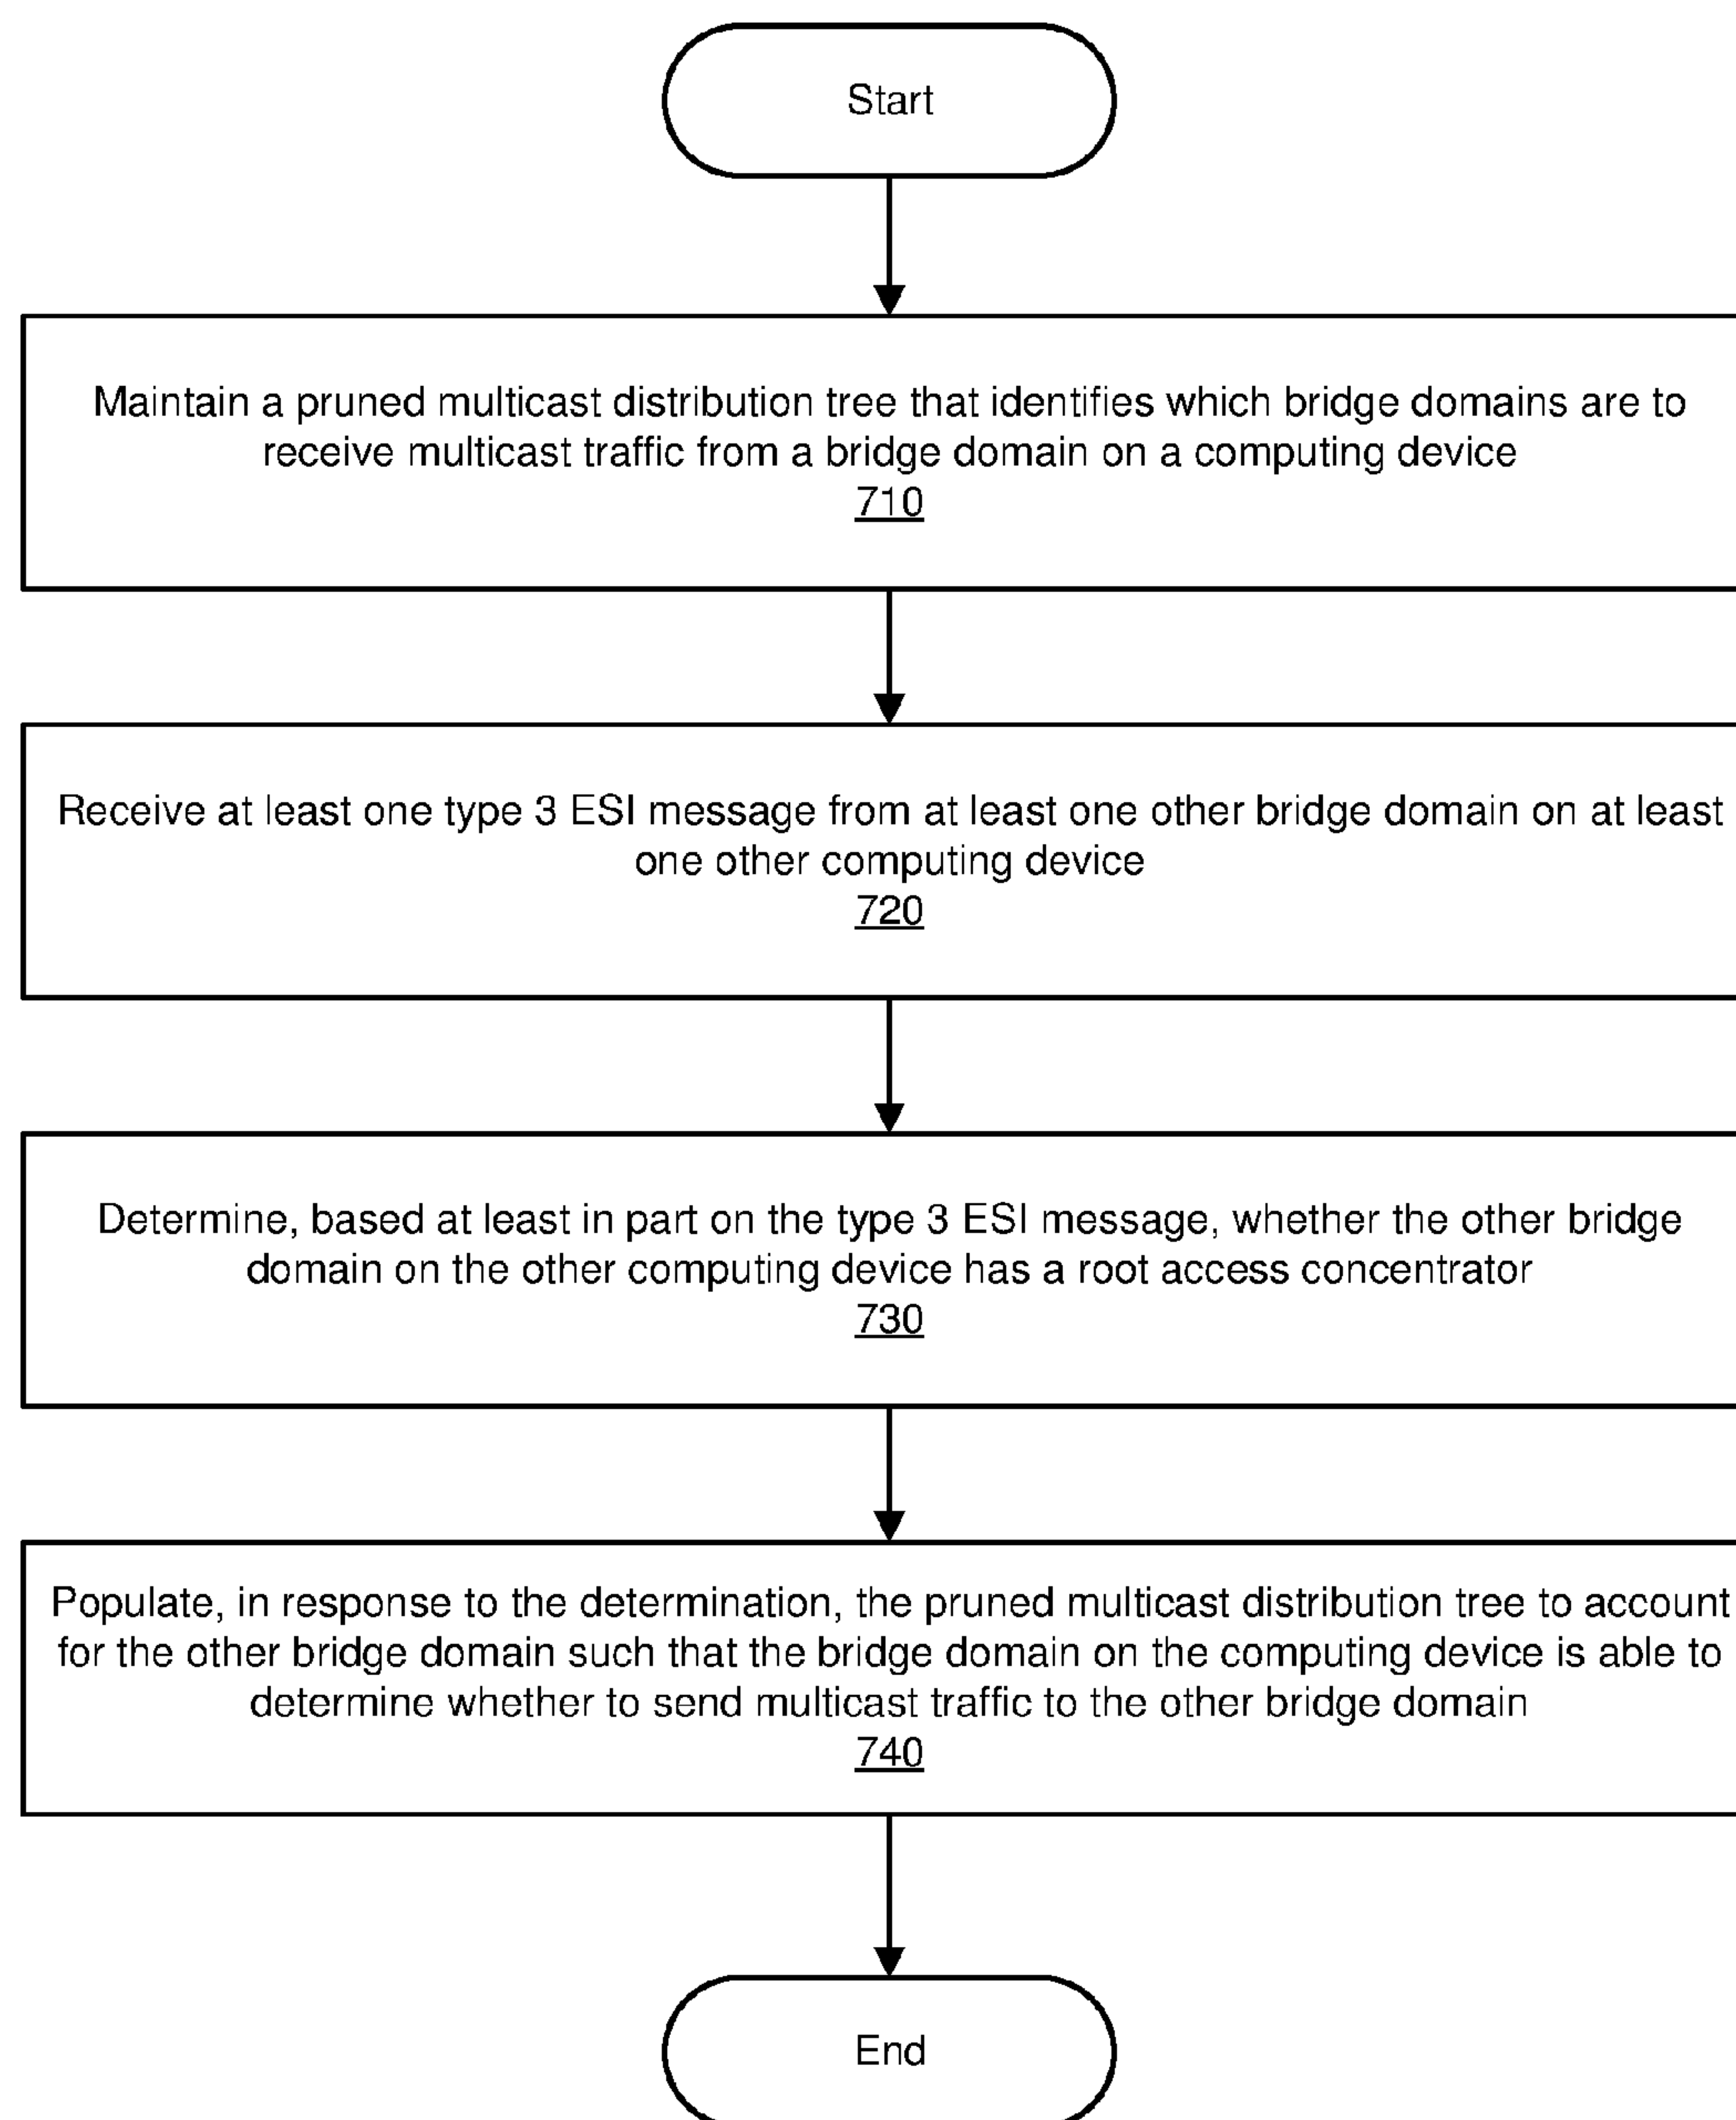 Start
Maintain a pruned multicast distribution tree that identifies which bridge domains are to
receive multicast traffic from a bridge domain on a computing device
710
Receive at least one type 3 ESI message from at least one other bridge domain on at least
one other computing device
720
Determine, based at least in part on the type 3 ESI message, whether the other bridge
domain on the other computing device has a root access concentrator
730
Populate, in response to the determination, the pruned multicast distribution tree to account
for the other bridge domain such that the bridge domain on the computing device is able to
determine whether to send multicast traffic to the other bridge domain
740
End